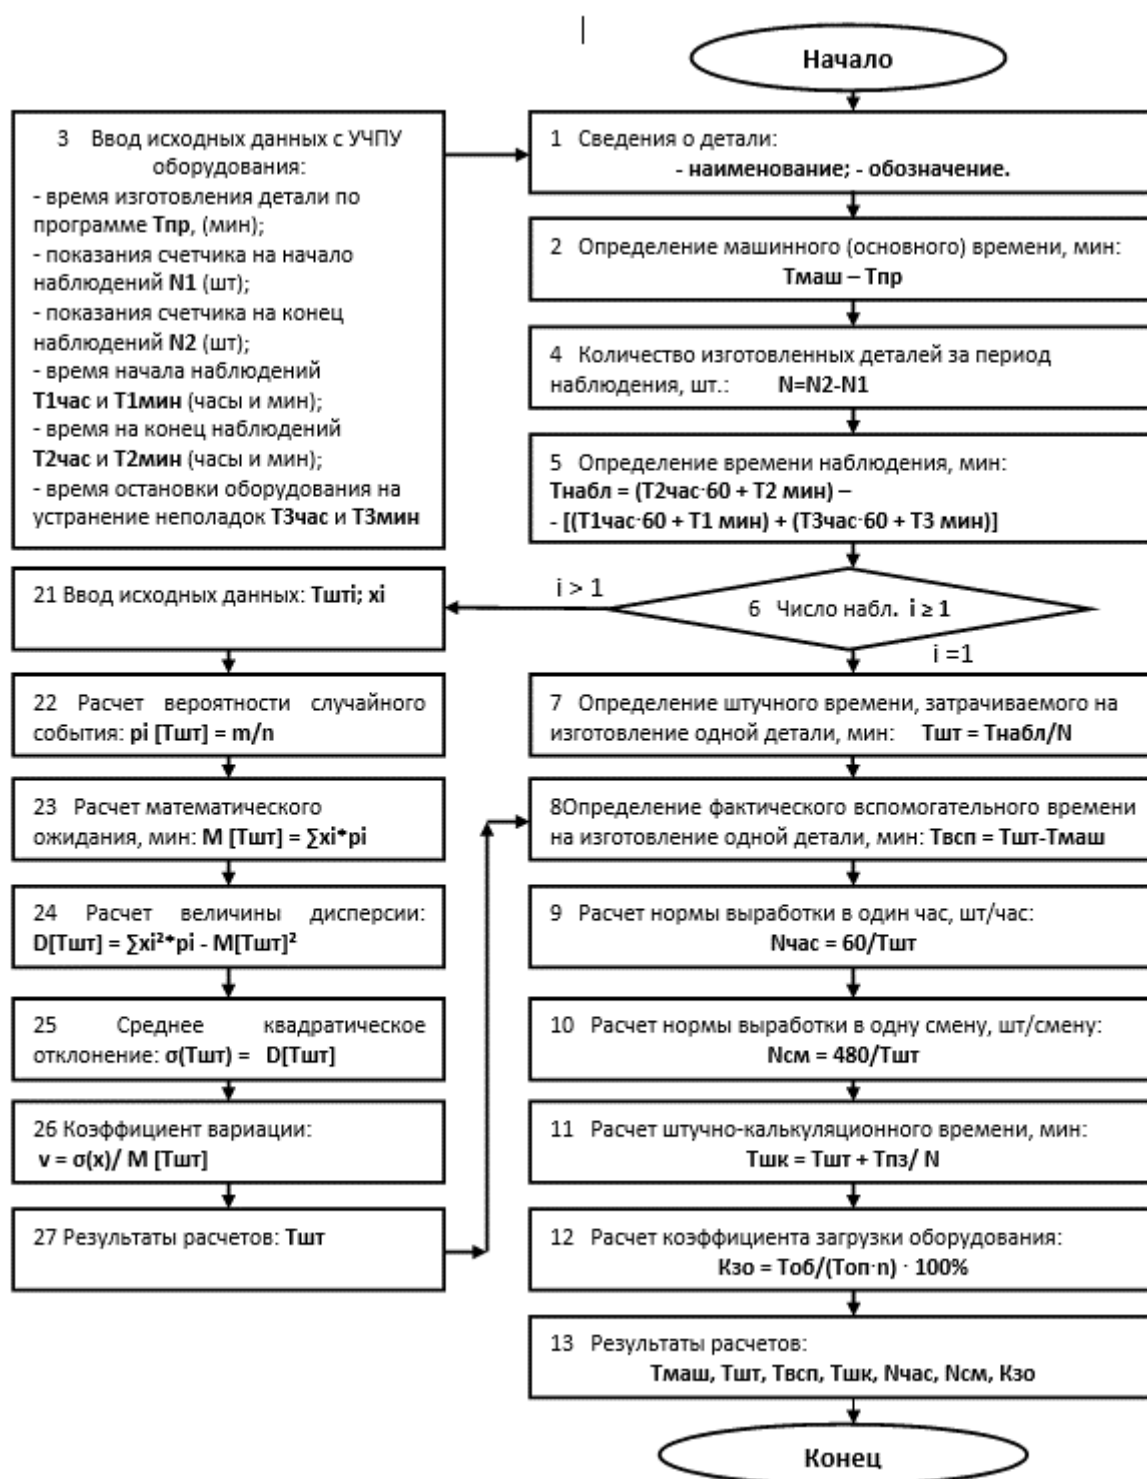 Начало
3 Ввод исходных данных с УЧПУ
оборудования:
- время изготовления детали по
программе Тпр, (мин);
- показания счетчика на начало
наблюдений N1 (шт);
- показания счетчика на конец
наблюдений N2 (шт);
- время начала наблюдений
Т1час и Т1мин (часы и мин);
- время на конец наблюдений
Т2час и Т2мин (часы и мин);
- время остановки оборудования на
устранение неполадок Т3час и Т3мин
1 Сведения о детали:
- наименование; - обозначение.
2 Определение машинного (основного) времени, мин:
Тмаш – Тпр
4 Количество изготовленных деталей за период
наблюдения, шт.: N=N2-N1
5 Определение времени наблюдения, мин:
Тнабл = (Т2час·60 + Т2 мин) –
- [(Т1час·60 + Т1 мин) + (Т3час·60 + Т3 мин)]
6 Число набл. i ≥ 1
i > 1
i =1
21 Ввод исходных данных: Тштi; xi
22 Расчет вероятности случайного
события: pi [Тшт] = m/n
23 Расчет математического
ожидания, мин: М [Тшт] = ∑xi*pi
24 Расчет величины дисперсии:
D[Тшт] = ∑xi²*pi - М[Тшт]²
25 Среднее квадратическое
отклонение: σ(Тшт) = D[Тшт]
26 Коэффициент вариации:
v = σ(x)/ М [Тшт]
27 Результаты расчетов: Тшт
7 Определение штучного времени, затрачиваемого на
изготовление одной детали, мин: Тшт = Тнабл/N
8Определение фактического вспомогательного времени
на изготовление одной детали, мин: Твсп = Тшт-Тмаш
9 Расчет нормы выработки в один час, шт/час:
Nчас = 60/Тшт
10 Расчет нормы выработки в одну смену, шт/смену:
Nсм = 480/Тшт
11 Расчет штучно-калькуляционного времени, мин:
Тшк = Тшт + Тпз/ N
12 Расчет коэффициента загрузки оборудования:
Кзо = Тоб/(Топ·n) · 100%
13 Результаты расчетов:
Тмаш, Тшт, Твсп, Тшк, Nчас, Nсм, Кзо
Конец